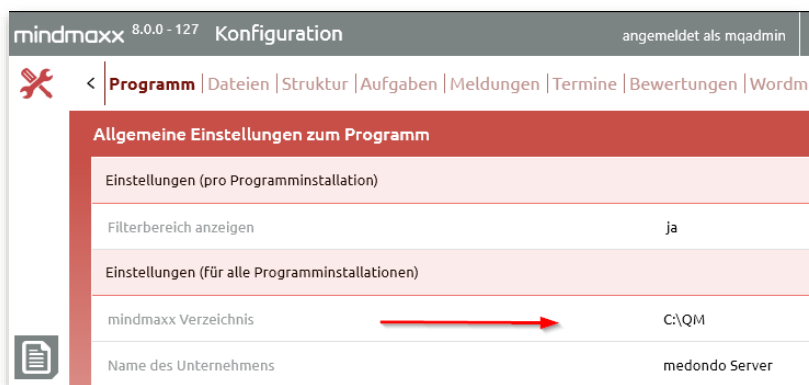 mindmaxx 8.0.0 - 127 Konfiguration angemeldet als mqadmin
< Programm | Dateien | Struktur | Aufgaben | Meldungen | Termine | Bewertungen | Wordm
Allgemeine Einstellungen zum Programm
Einstellungen (pro Programminstallation)
Filterbereich anzeigen ja
Einstellungen (für alle Programminstallationen)
mindmaxx Verzeichnis C:\QM
Name des Unternehmens medondo Server